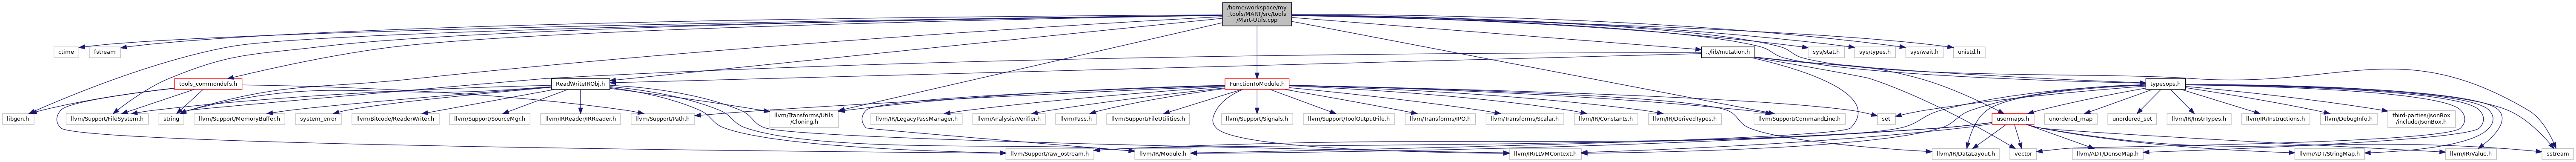 /home/workspace/my
_tools/MART/src/tools
/Mart-Utils.cpp
ctime
fstream
../lib/mutation.h
sys/stat.h
sys/types.h
sys/wait.h
unistd.h
tools_commondefs.h
ReadWriteIRObj.h
FunctionToModule.h
typesops.h
libgen.h
llvm/Support/FileSystem.h
string
llvm/Support/MemoryBuffer.h
system_error
llvm/Bitcode/ReaderWriter.h
llvm/Support/SourceMgr.h
llvm/IRReader/IRReader.h
llvm/Support/Path.h
llvm/Transforms/Utils
/Cloning.h
llvm/IR/LegacyPassManager.h
llvm/Analysis/Verifier.h
llvm/Pass.h
llvm/Support/FileUtilities.h
llvm/Support/Signals.h
llvm/Support/ToolOutputFile.h
llvm/Transforms/IPO.h
llvm/Transforms/Scalar.h
llvm/IR/Constants.h
llvm/IR/DerivedTypes.h
llvm/Support/CommandLine.h
set
usermaps.h
unordered_map
unordered_set
llvm/IR/InstrTypes.h
llvm/IR/Instructions.h
llvm/DebugInfo.h
third-parties/jsonBox
/include/JsonBox.h
llvm/Support/raw_ostream.h
llvm/IR/Module.h
llvm/IR/LLVMContext.h
llvm/IR/DataLayout.h
vector
llvm/ADT/DenseMap.h
llvm/ADT/StringMap.h
llvm/IR/Value.h
sstream